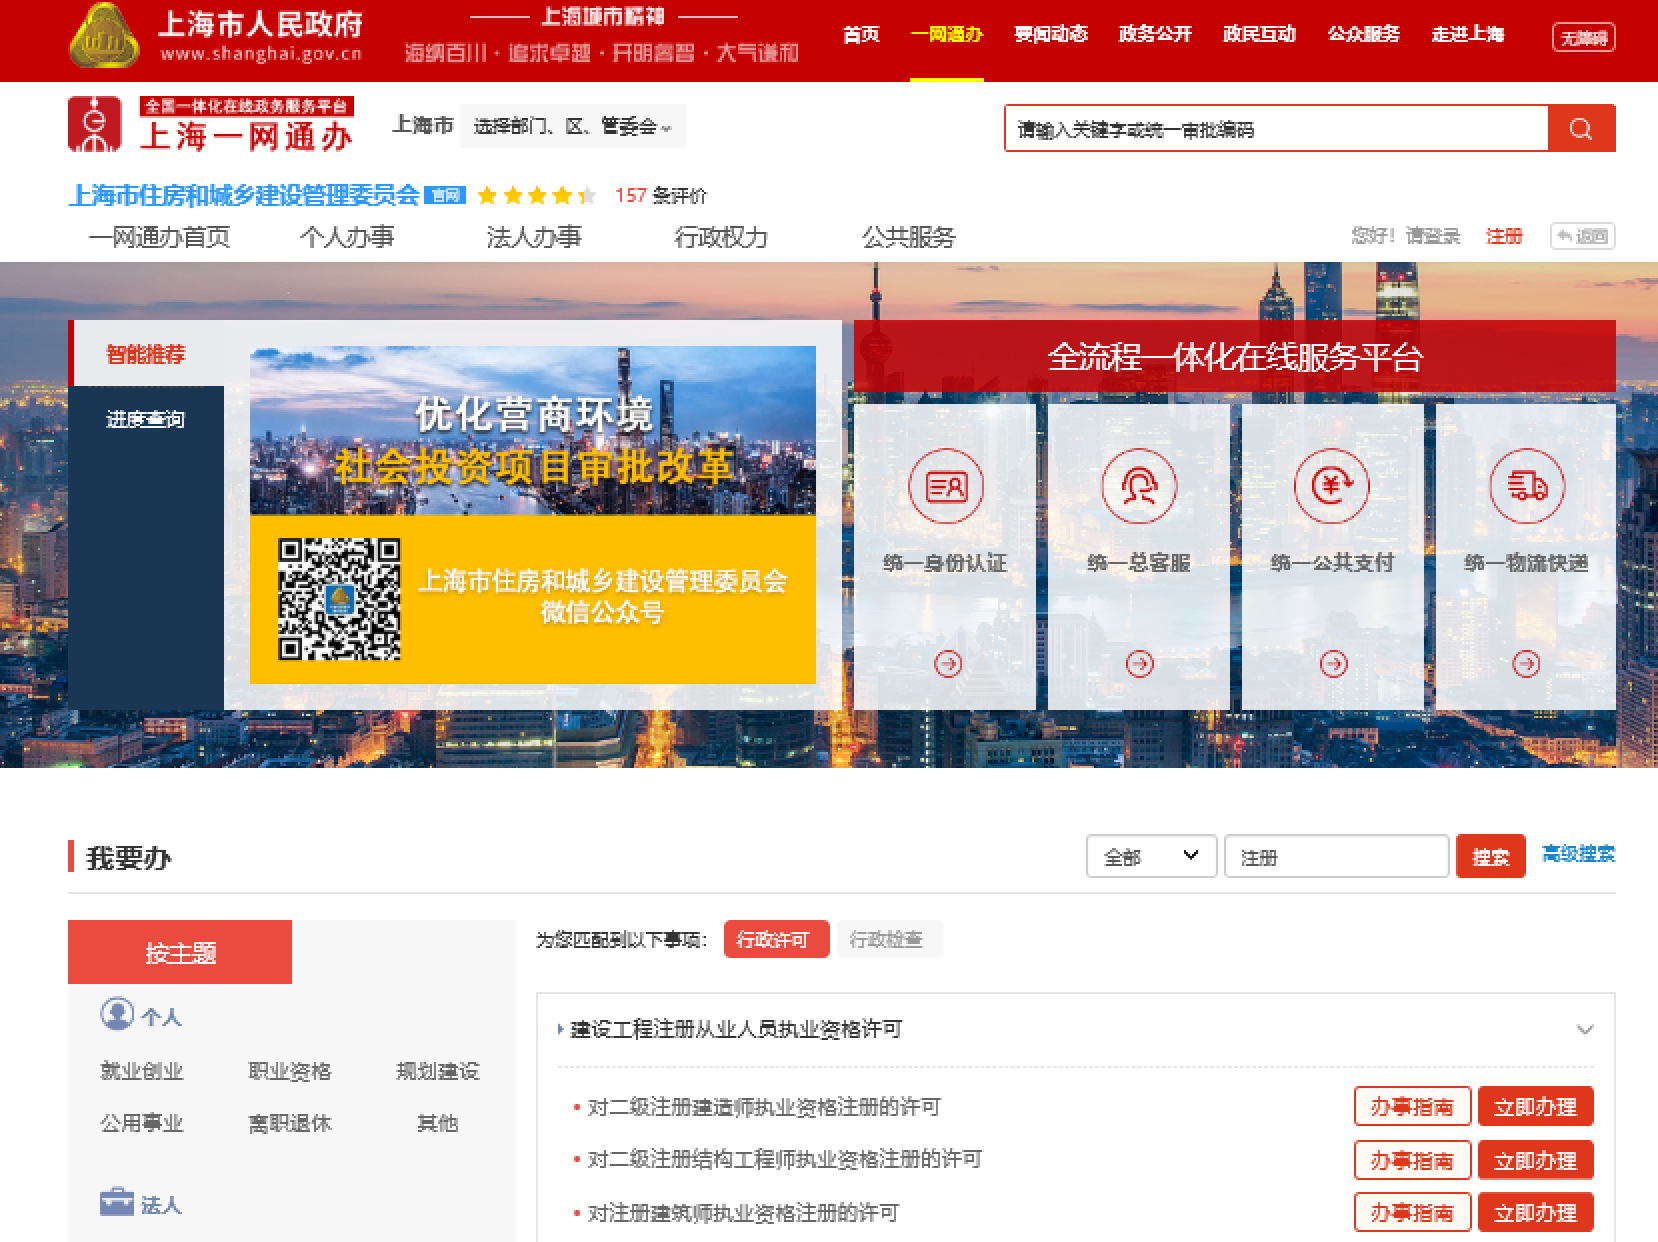 上海市人民政府
www.shanghai.gov.cn
上海城市精神
海纳百川·追求卓越·开明睿智·大气谦和
首页 一网通办 要闻动态 政务公开 政民互动 公众服务 走进上海 无障碍
全国一体化在线政务服务平台
上海一网通办
上海市 选择部门、区、管委会
请输入关键字或统一审批编码
上海市住房和城乡建设管理委员会 官网 157 条评价
一网通办首页 个人办事 法人办事 行政权力 公共服务
您好！请登录 注册 返回
智能推荐
进度查询
优化营商环境
社会投资项目审批改革
上海市住房和城乡建设管理委员会
微信公众号
全流程一体化在线服务平台
统一身份认证 统一总客服 统一公共支付 统一物流快递
我要办
全部 注册 搜索 高级搜索
按主题
个人
就业创业 职业资格 规划建设
公用事业 离职退休 其他
法人
为您匹配到以下事项： 行政许可 行政检查
建设工程注册从业人员执业资格许可
• 对二级注册建造师执业资格注册的许可 办事指南 立即办理
• 对二级注册结构工程师执业资格注册的许可 办事指南 立即办理
• 对注册建筑师执业资格注册的许可 办事指南 立即办理